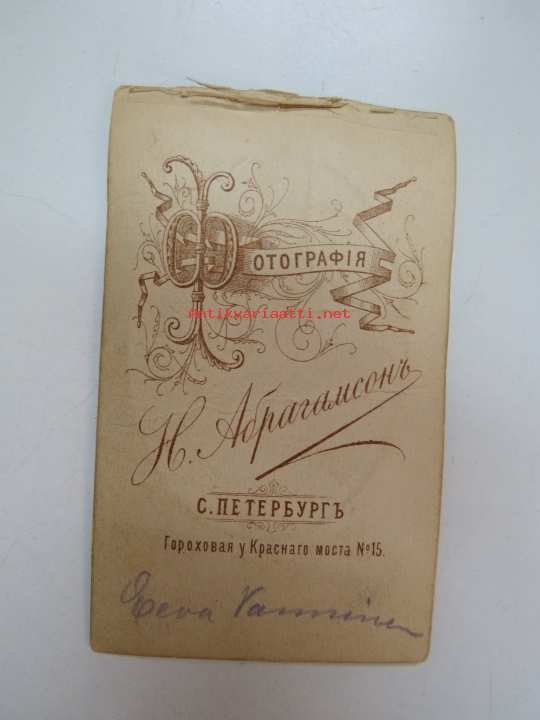 ФОТОГРАФІЯ
antikvariaatti.net
Н. Абрагамсонъ
С. ПЕТЕРБУРГЪ
Гороховая у Краснаго моста №15.
Eeva